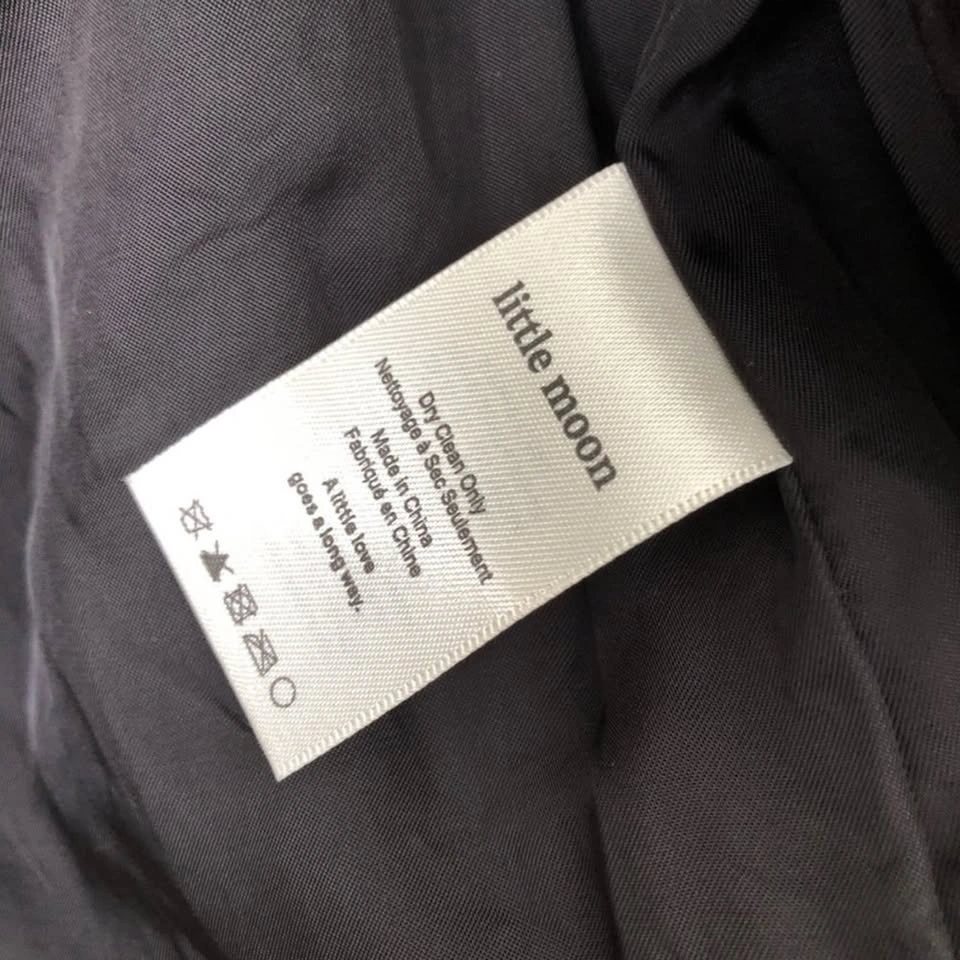 little moon
Dry Clean Only
Nettoyage à Sec Seulement
Made in China
Fabriqué en Chine
A little love
goes a long way.